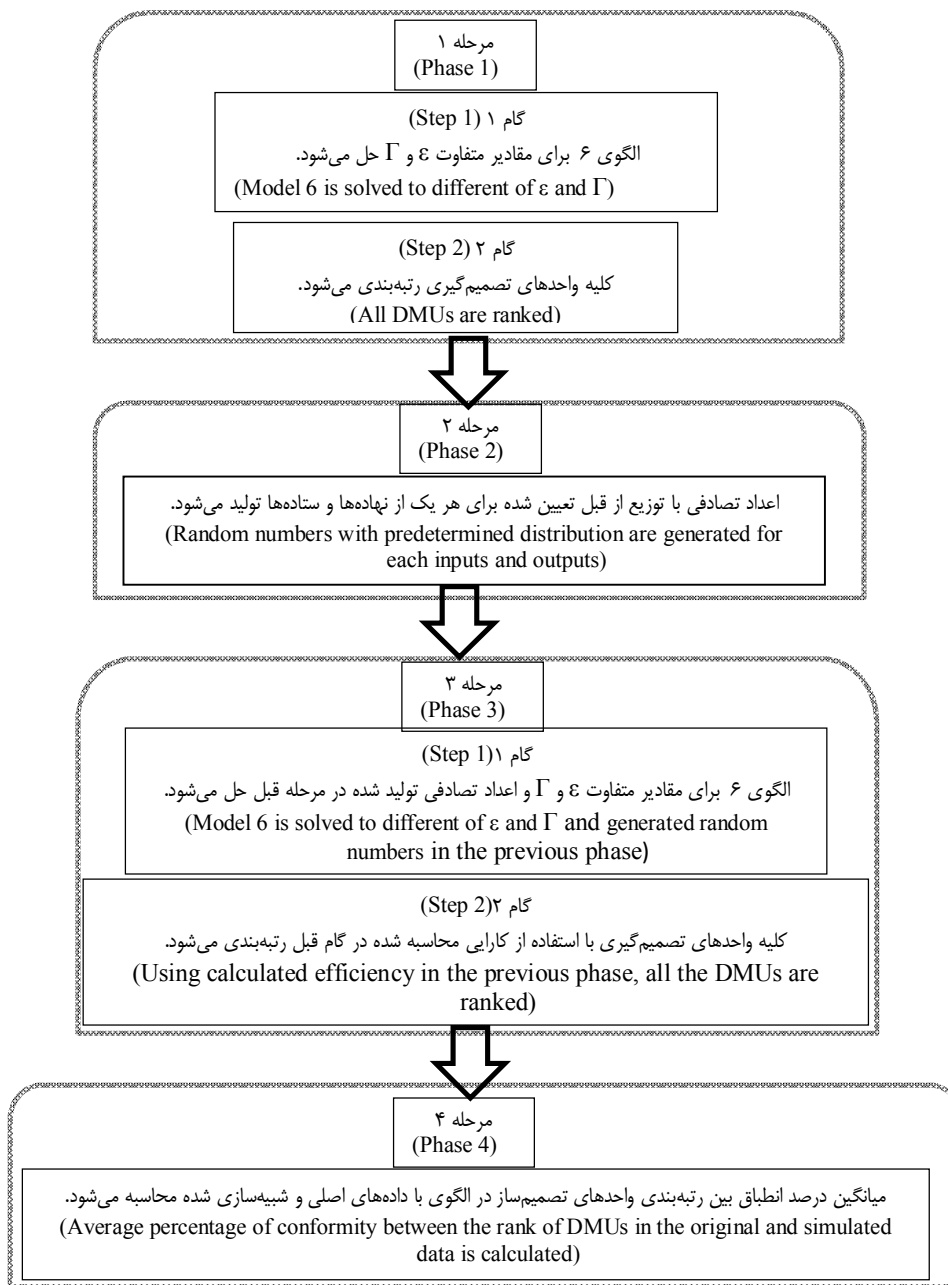 مرحله ۱
(Phase 1)
گام ۱ (Step 1)
الگوی ۶ برای مقادیر متفاوت ε و Γ حل می‌شود.
(Model 6 is solved to different of ε and Γ)
گام ۲ (Step 2)
کلیه واحدهای تصمیم‌گیری رتبه‌بندی می‌شود.
(All DMUs are ranked)
مرحله ۲
(Phase 2)
اعداد تصادفی با توزیع از قبل تعیین شده برای هر یک از نهاده‌ها و ستاده‌ها تولید می‌شود.
(Random numbers with predetermined distribution are generated for
each inputs and outputs)
مرحله ۳
(Phase 3)
گام ۱(Step 1)
الگوی ۶ برای مقادیر متفاوت ε و Γ و اعداد تصادفی تولید شده در مرحله قبل حل می‌شود.
(Model 6 is solved to different of ε and Γ and generated random
numbers in the previous phase)
گام ۲(Step 2)
کلیه واحدهای تصمیم‌گیری با استفاده از کارایی محاسبه شده در گام قبل رتبه‌بندی می‌شود.
(Using calculated efficiency in the previous phase, all the DMUs are
ranked)
مرحله ۴
(Phase 4)
میانگین درصد انطباق بین رتبه‌بندی واحدهای تصمیم‌ساز در الگوی با داده‌های اصلی و شبیه‌سازی شده محاسبه می‌شود.
(Average percentage of conformity between the rank of DMUs in the original and simulated
data is calculated)